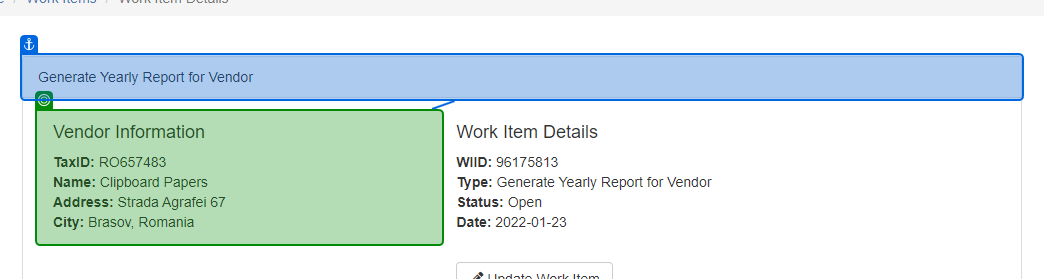 Work Items / Work Item Details
Generate Yearly Report for Vendor
Vendor Information
TaxID: RO657483
Name: Clipboard Papers
Address: Strada Agrafei 67
City: Brasov, Romania
Work Item Details
WIID: 96175813
Type: Generate Yearly Report for Vendor
Status: Open
Date: 2022-01-23
Update Work Item